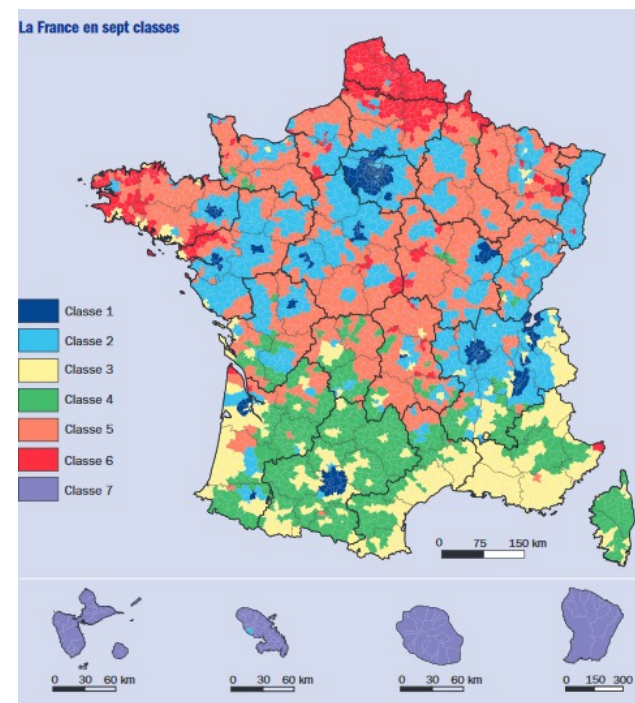 La France en sept classes
Classe 1
Classe 2
Classe 3
Classe 4
Classe 5
Classe 6
Classe 7
0 75 150 km
0 30 60 km
0 30 60 km
0 30 60 km
0 150 300